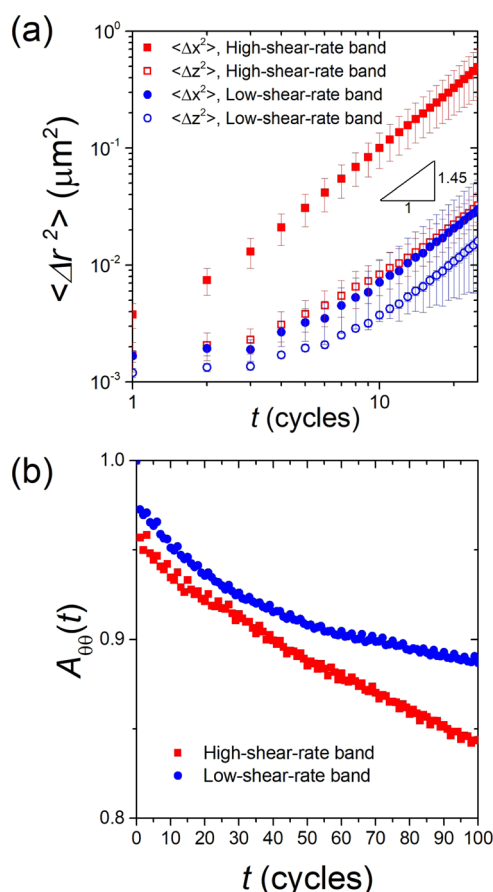 (a)
10⁰
<Δx²>, High-shear-rate band
<Δz²>, High-shear-rate band
<Δx²>, Low-shear-rate band
<Δz²>, Low-shear-rate band
10⁻¹
1.45
1
10⁻²
10⁻³
<Δr²> (μm²)
1 10
t (cycles)
(b)
1.0
0.9
0.8
Aθθ(t)
High-shear-rate band
Low-shear-rate band
0 10 20 30 40 50 60 70 80 90 100
t (cycles)